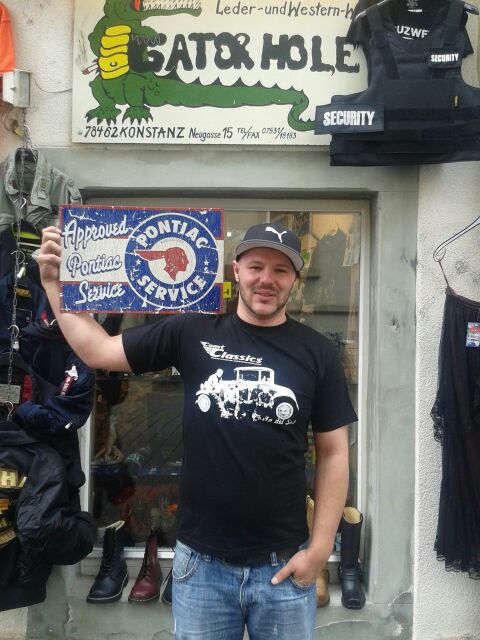 Leder- und Western-W
GATOR HOLE
78462 KONSTANZ Neugasse 15 TEL/FAX 07531/18183
SECURITY
SECURITY
Approved
Pontiac
Service
PONTIAC
SERVICE
Classics